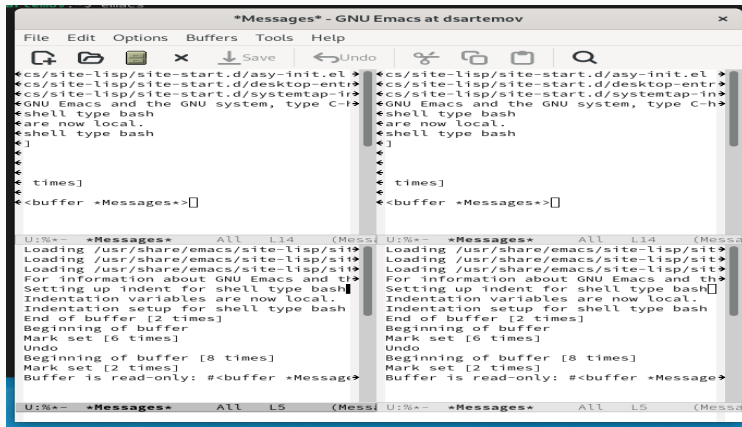 *Messages* - GNU Emacs at dsartemov
File Edit Options Buffers Tools Help
Save Undo
cs/site-lisp/site-start.d/asy-init.el
cs/site-lisp/site-start.d/desktop-entr
cs/site-lisp/site-start.d/systemtap-in
GNU Emacs and the GNU system, type C-h
shell type bash
are now local.
shell type bash
]
times]
<buffer *Messages*>
U:%*- *Messages* All L14 (Messa
cs/site-lisp/site-start.d/asy-init.el
cs/site-lisp/site-start.d/desktop-entr
cs/site-lisp/site-start.d/systemtap-in
GNU Emacs and the GNU system, type C-h
shell type bash
are now local.
shell type bash
]
times]
<buffer *Messages*>
U:%*- *Messages* All L14 (Messa
Loading /usr/share/emacs/site-lisp/sit
Loading /usr/share/emacs/site-lisp/sit
Loading /usr/share/emacs/site-lisp/sit
For information about GNU Emacs and th
Setting up indent for shell type bash
Indentation variables are now local.
Indentation setup for shell type bash
End of buffer [2 times]
Beginning of buffer
Mark set [6 times]
Undo
Beginning of buffer [8 times]
Mark set [2 times]
Buffer is read-only: #<buffer *Message
U:%*- *Messages* All L5 (Messa
Loading /usr/share/emacs/site-lisp/sit
Loading /usr/share/emacs/site-lisp/sit
Loading /usr/share/emacs/site-lisp/sit
For information about GNU Emacs and th
Setting up indent for shell type bash
Indentation variables are now local.
Indentation setup for shell type bash
End of buffer [2 times]
Beginning of buffer
Mark set [6 times]
Undo
Beginning of buffer [8 times]
Mark set [2 times]
Buffer is read-only: #<buffer *Message
U:%*- *Messages* All L5 (Messa